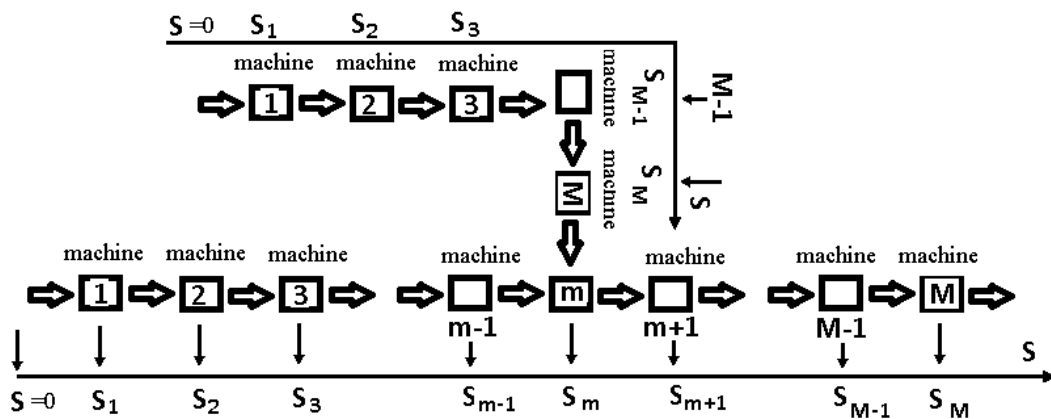 S =0 S1 S2 S3
machine machine machine
1 2 3
machine SM-1 M-1
M machine SM S
machine machine machine machine machine machine machine
1 2 3 m M
m-1 m+1 M-1
S
S =0 S1 S2 S3 Sm-1 Sm Sm+1 SM-1 SM